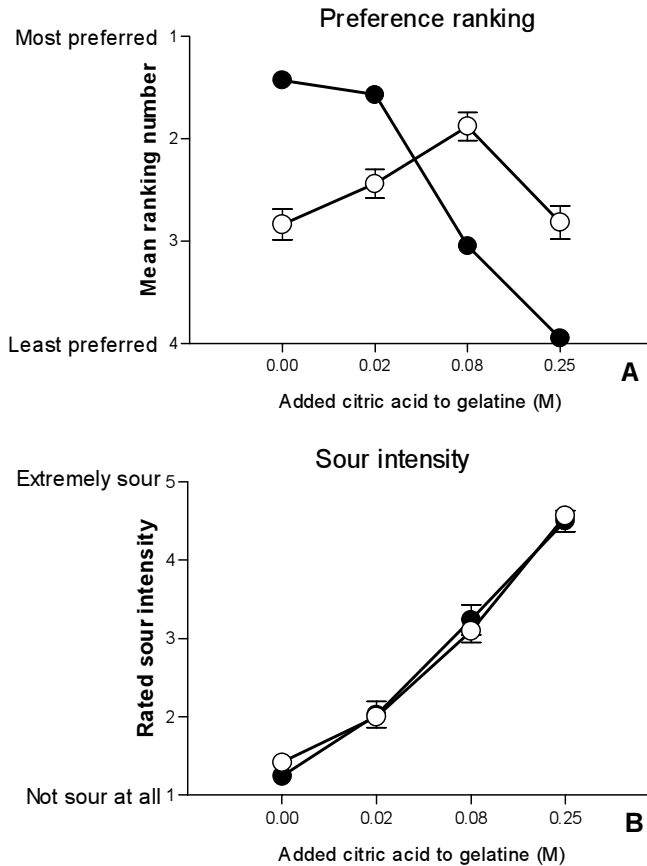 Preference ranking
Most preferred
1
2
3
4
Mean ranking number
Least preferred
0.00 0.02 0.08 0.25
A
Added citric acid to gelatine (M)
Sour intensity
Extremely sour
5
4
3
2
1
Rated sour intensity
Not sour at all
0.00 0.02 0.08 0.25
B
Added citric acid to gelatine (M)